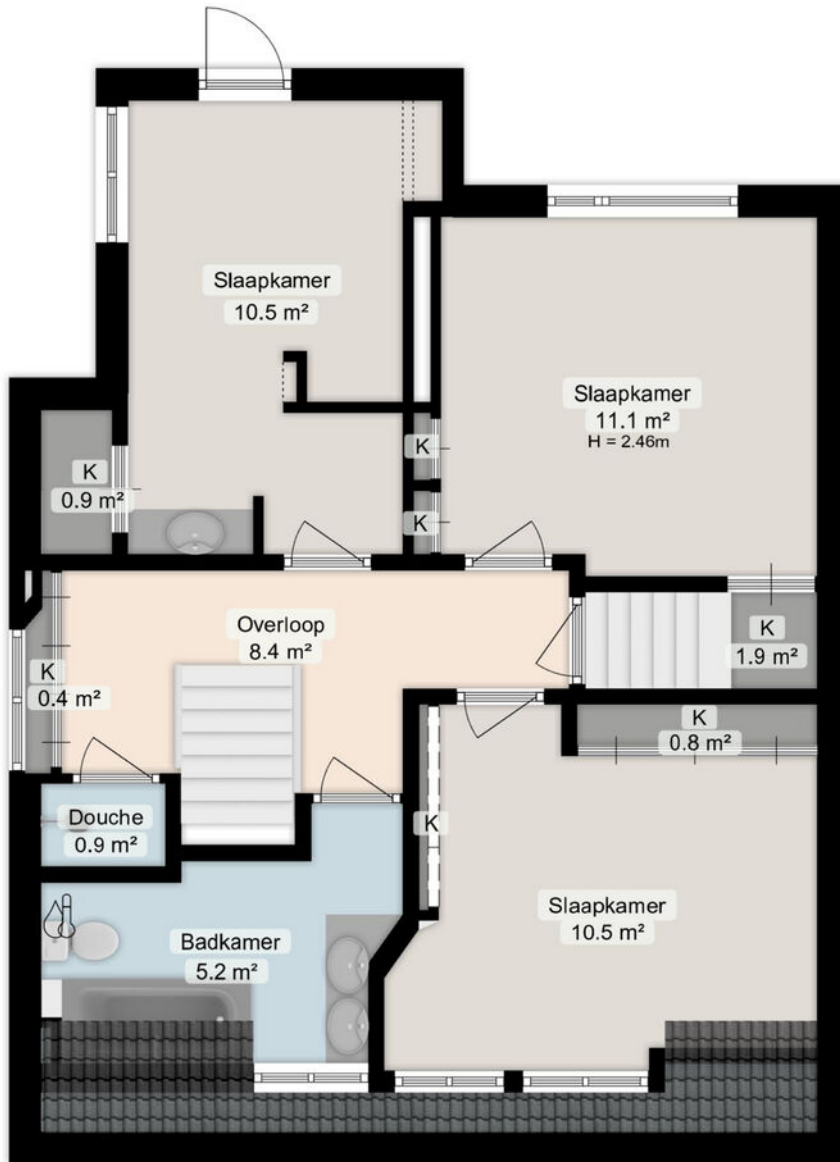 Slaapkamer
10.5 m²
Slaapkamer
11.1 m²
H = 2.46m
K
K
0.9 m²
K
Overloop
8.4 m²
K
1.9 m²
K
0.4 m²
K
0.8 m²
Douche
0.9 m²
K
Slaapkamer
10.5 m²
Badkamer
5.2 m²